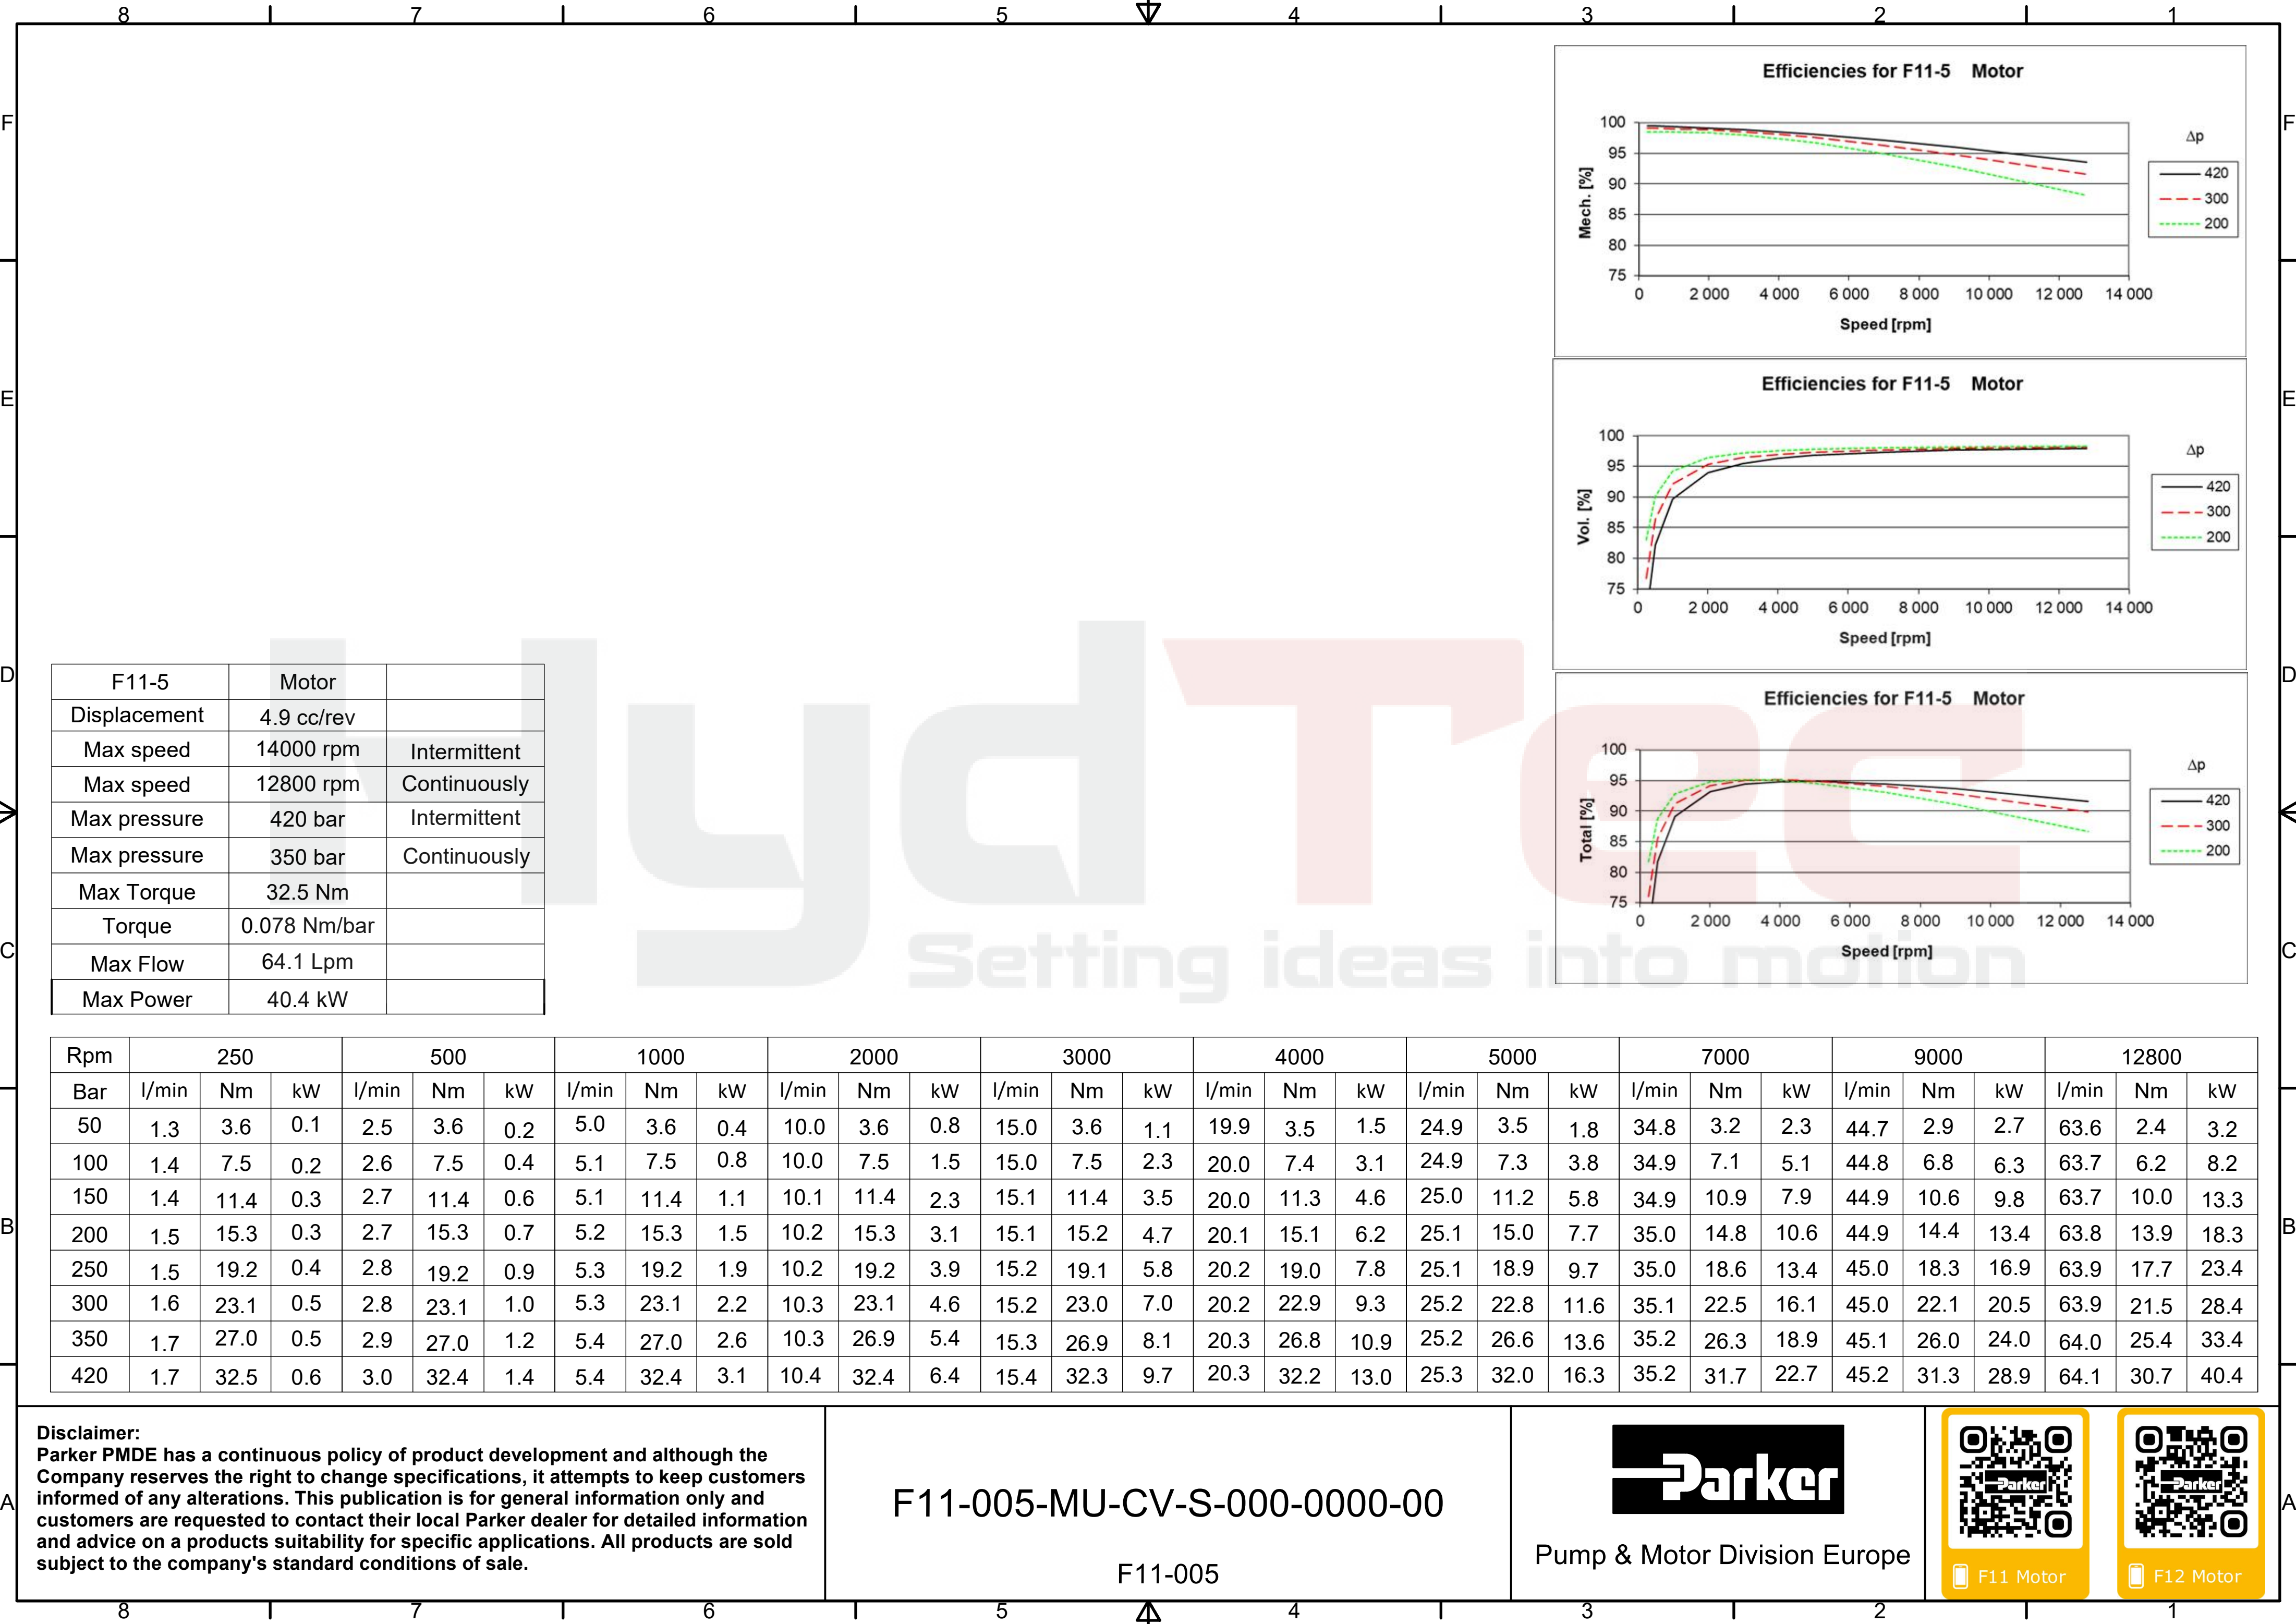 8 7 6 5 4 3 2 1
F F
E E
D D
C C
B B
A A
Efficiencies for F11-5 Motor
Mech. [%]
100
95
90
85
80
75
0 2 000 4 000 6 000 8 000 10 000 12 000 14 000
Speed [rpm]
Δp
420
300
200
Efficiencies for F11-5 Motor
Vol. [%]
100
95
90
85
80
75
0 2 000 4 000 6 000 8 000 10 000 12 000 14 000
Speed [rpm]
Δp
420
300
200
Efficiencies for F11-5 Motor
Total [%]
100
95
90
85
80
75
0 2 000 4 000 6 000 8 000 10 000 12 000 14 000
Speed [rpm]
Δp
420
300
200
HydTec
Setting ideas into motion
F11-5 Motor
Displacement 4.9 cc/rev
Max speed 14000 rpm Intermittent
Max speed 12800 rpm Continuously
Max pressure 420 bar Intermittent
Max pressure 350 bar Continuously
Max Torque 32.5 Nm
Torque 0.078 Nm/bar
Max Flow 64.1 Lpm
Max Power 40.4 kW
Rpm 250 500 1000 2000 3000 4000 5000 7000 9000 12800
Bar l/min Nm kW l/min Nm kW l/min Nm kW l/min Nm kW l/min Nm kW l/min Nm kW l/min Nm kW l/min Nm kW l/min Nm kW l/min Nm kW
50 1.3 3.6 0.1 2.5 3.6 0.2 5.0 3.6 0.4 10.0 3.6 0.8 15.0 3.6 1.1 19.9 3.5 1.5 24.9 3.5 1.8 34.8 3.2 2.3 44.7 2.9 2.7 63.6 2.4 3.2
100 1.4 7.5 0.2 2.6 7.5 0.4 5.1 7.5 0.8 10.0 7.5 1.5 15.0 7.5 2.3 20.0 7.4 3.1 24.9 7.3 3.8 34.9 7.1 5.1 44.8 6.8 6.3 63.7 6.2 8.2
150 1.4 11.4 0.3 2.7 11.4 0.6 5.1 11.4 1.1 10.1 11.4 2.3 15.1 11.4 3.5 20.0 11.3 4.6 25.0 11.2 5.8 34.9 10.9 7.9 44.9 10.6 9.8 63.7 10.0 13.3
200 1.5 15.3 0.3 2.7 15.3 0.7 5.2 15.3 1.5 10.2 15.3 3.1 15.1 15.2 4.7 20.1 15.1 6.2 25.1 15.0 7.7 35.0 14.8 10.6 44.9 14.4 13.4 63.8 13.9 18.3
250 1.5 19.2 0.4 2.8 19.2 0.9 5.3 19.2 1.9 10.2 19.2 3.9 15.2 19.1 5.8 20.2 19.0 7.8 25.1 18.9 9.7 35.0 18.6 13.4 45.0 18.3 16.9 63.9 17.7 23.4
300 1.6 23.1 0.5 2.8 23.1 1.0 5.3 23.1 2.2 10.3 23.1 4.6 15.2 23.0 7.0 20.2 22.9 9.3 25.2 22.8 11.6 35.1 22.5 16.1 45.0 22.1 20.5 63.9 21.5 28.4
350 1.7 27.0 0.5 2.9 27.0 1.2 5.4 27.0 2.6 10.3 26.9 5.4 15.3 26.9 8.1 20.3 26.8 10.9 25.2 26.6 13.6 35.2 26.3 18.9 45.1 26.0 24.0 64.0 25.4 33.4
420 1.7 32.5 0.6 3.0 32.4 1.4 5.4 32.4 3.1 10.4 32.4 6.4 15.4 32.3 9.7 20.3 32.2 13.0 25.3 32.0 16.3 35.2 31.7 22.7 45.2 31.3 28.9 64.1 30.7 40.4
Disclaimer:
Parker PMDE has a continuous policy of product development and although the
Company reserves the right to change specifications, it attempts to keep customers
informed of any alterations. This publication is for general information only and
customers are requested to contact their local Parker dealer for detailed information
and advice on a products suitability for specific applications. All products are sold
subject to the company's standard conditions of sale.
F11-005-MU-CV-S-000-0000-00
F11-005
Parker
Pump & Motor Division Europe
Parker
F11 Motor
Parker
F12 Motor
8 7 6 5 4 3 2 1